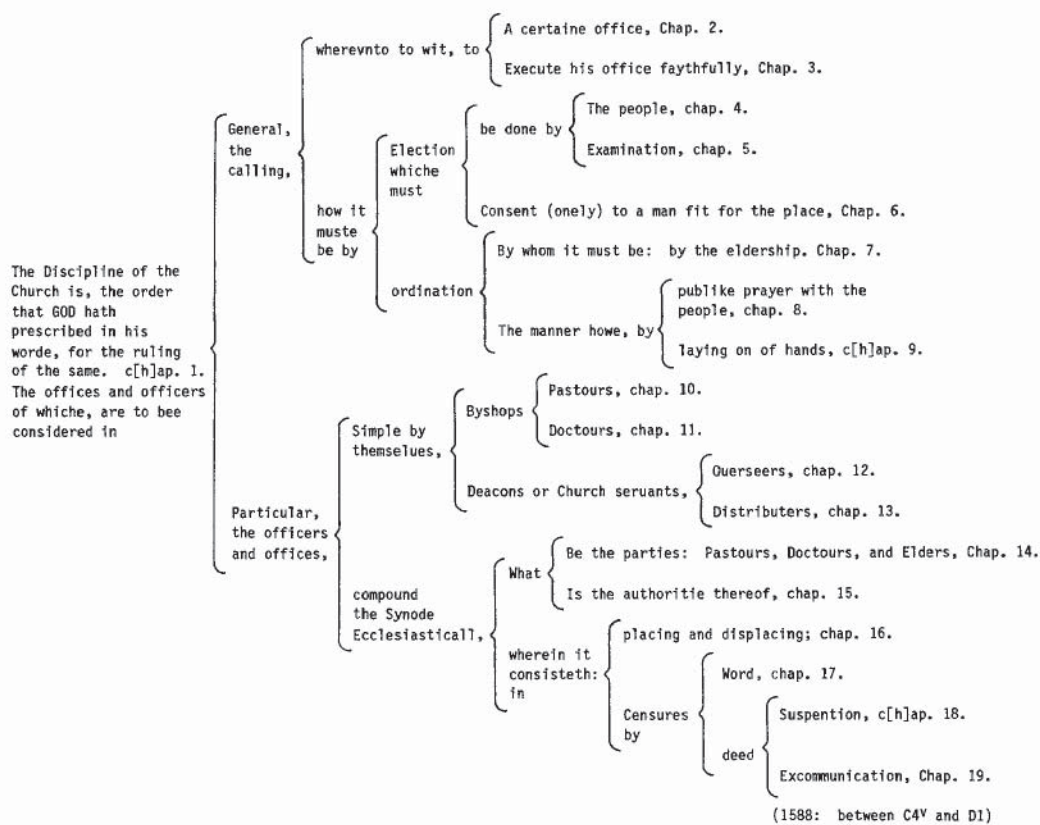 The Discipline of the
Church is, the order
that GOD hath
prescribed in his
worde, for the ruling
of the same. c[h]ap. 1.
The offices and officers
of whiche, are to bee
considered in
General,
the
calling,
wherevnto to wit, to
A certaine office, Chap. 2.
Execute his office faythfully, Chap. 3.
how it
muste
be by
Election
whiche
must
be done by
The people, chap. 4.
Examination, chap. 5.
Consent (onely) to a man fit for the place, Chap. 6.
ordination
By whom it must be: by the eldership. Chap. 7.
The manner howe, by
publike prayer with the
people, chap. 8.
laying on of hands, c[h]ap. 9.
Particular,
the officers
and offices,
Simple by
themselues,
Byshops
Pastours, chap. 10.
Doctours, chap. 11.
Deacons or Church seruants,
Ouerseers, chap. 12.
Distributers, chap. 13.
compound
the Synode
Ecclesiasticall,
What
Be the parties: Pastours, Doctours, and Elders, Chap. 14.
Is the authoritie thereof, chap. 15.
wherein it
consisteth:
in
placing and displacing; chap. 16.
Censures
by
Word, chap. 17.
deed
Suspention, c[h]ap. 18.
Excommunication, Chap. 19.
(1588: between C4ᵛ and D1)